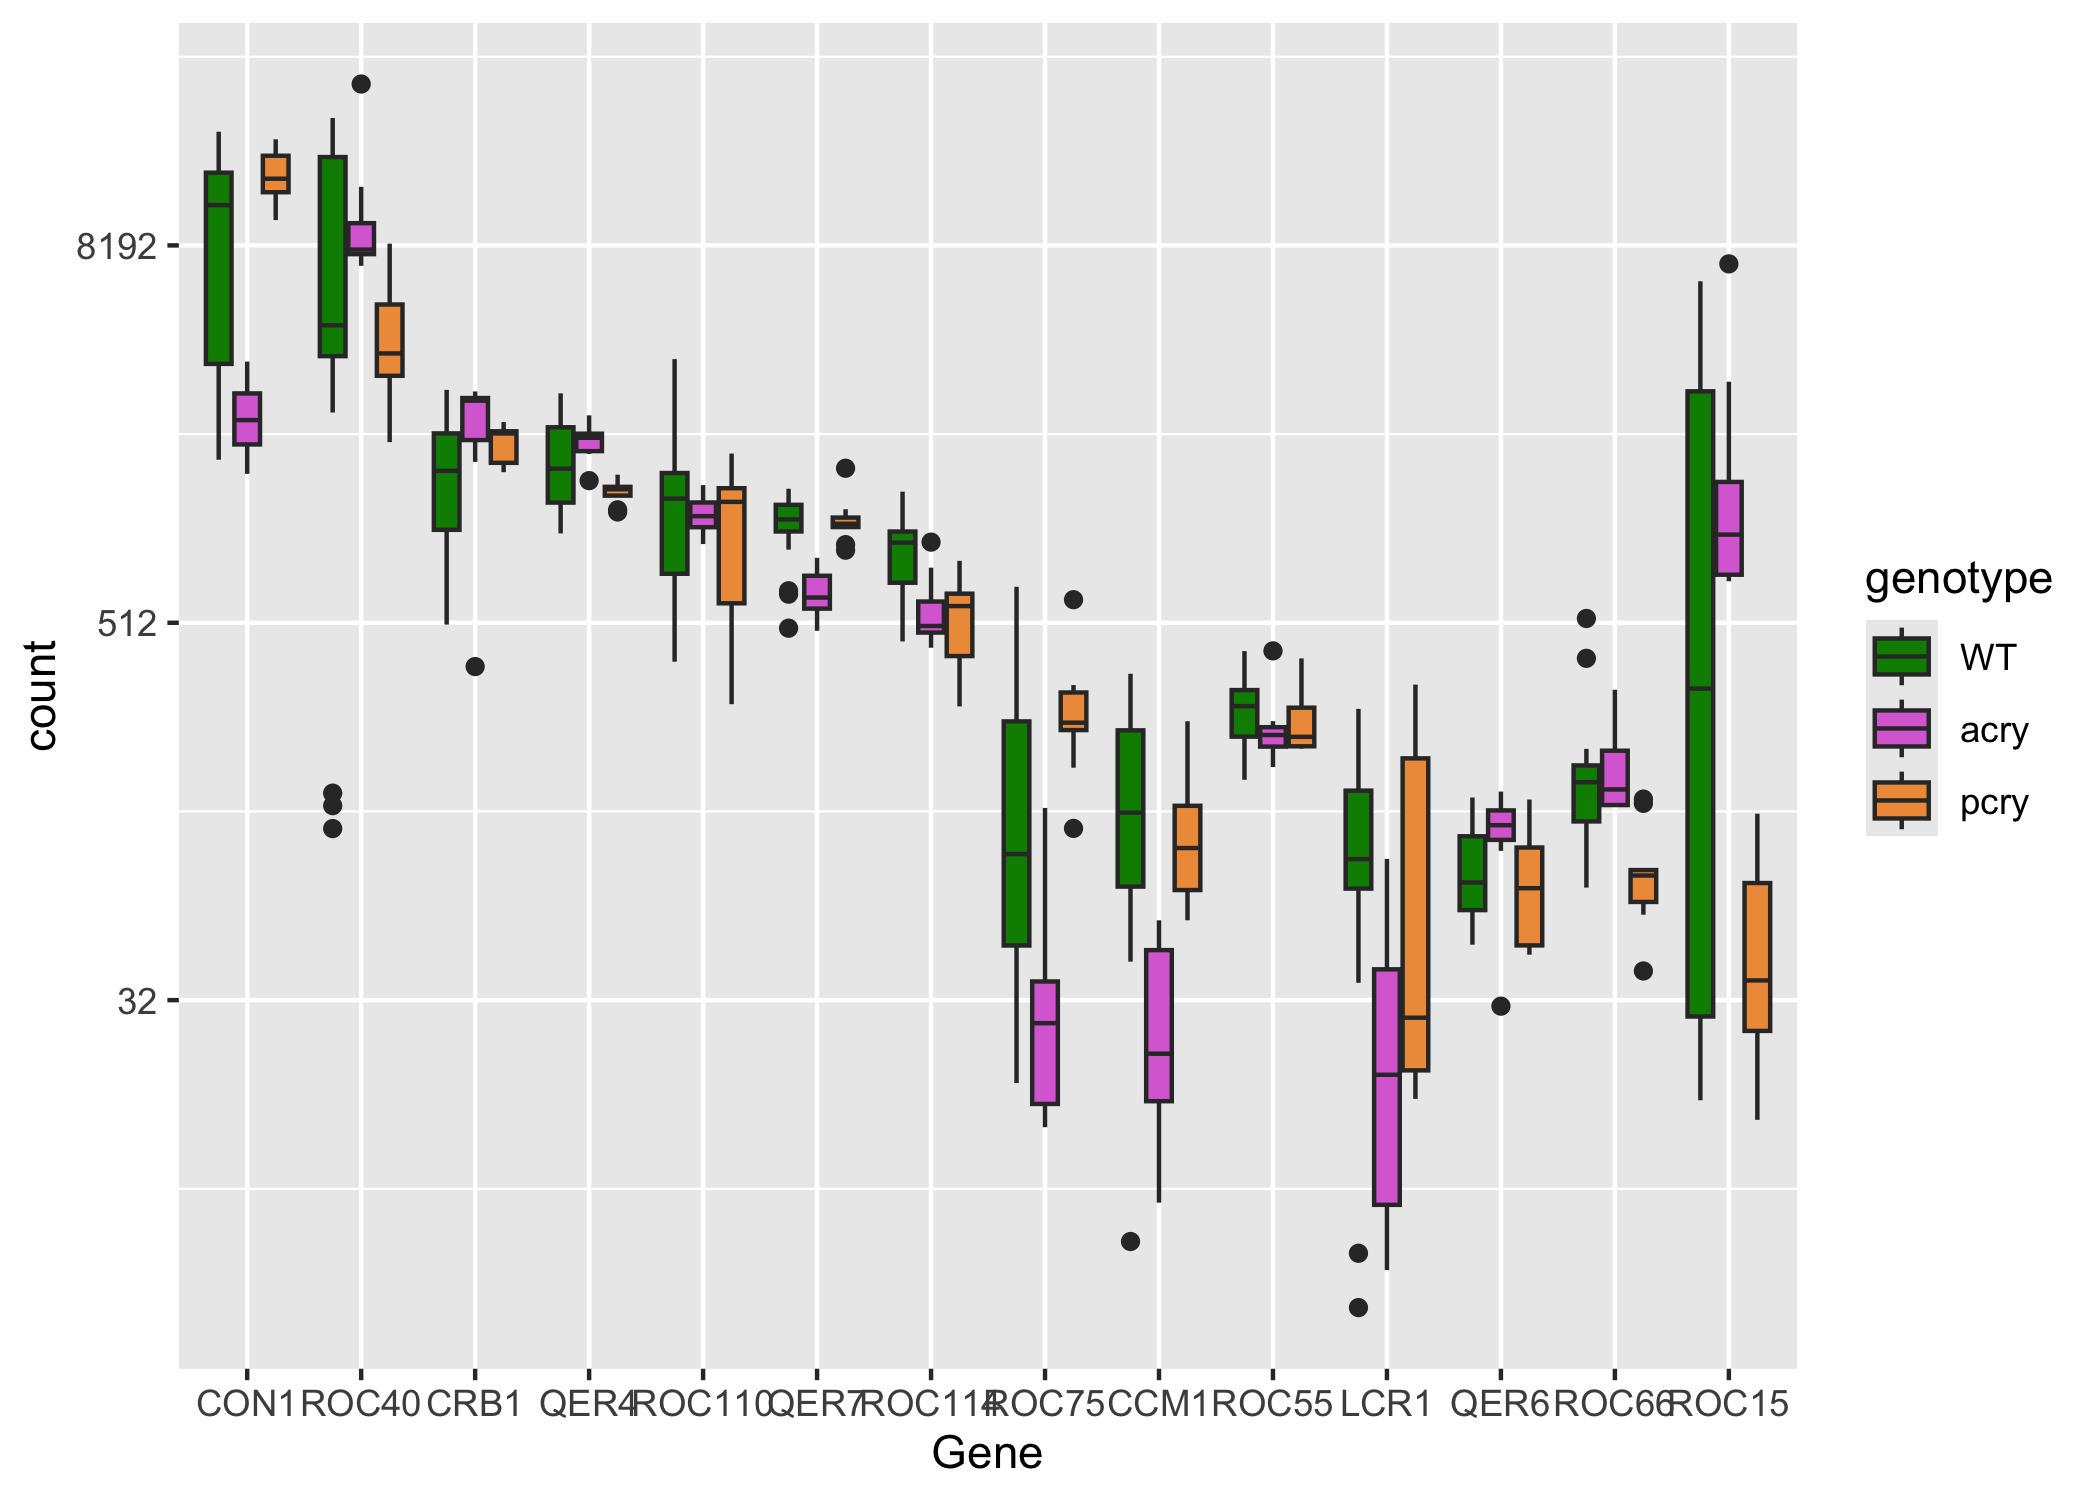 8192
512
32
count
CON1 ROC40 CRB1 QER4 ROC110 QER7 ROC114 ROC75 CCM1 ROC55 LCR1 QER6 ROC66 ROC15
Gene
genotype
WT
acry
pcry